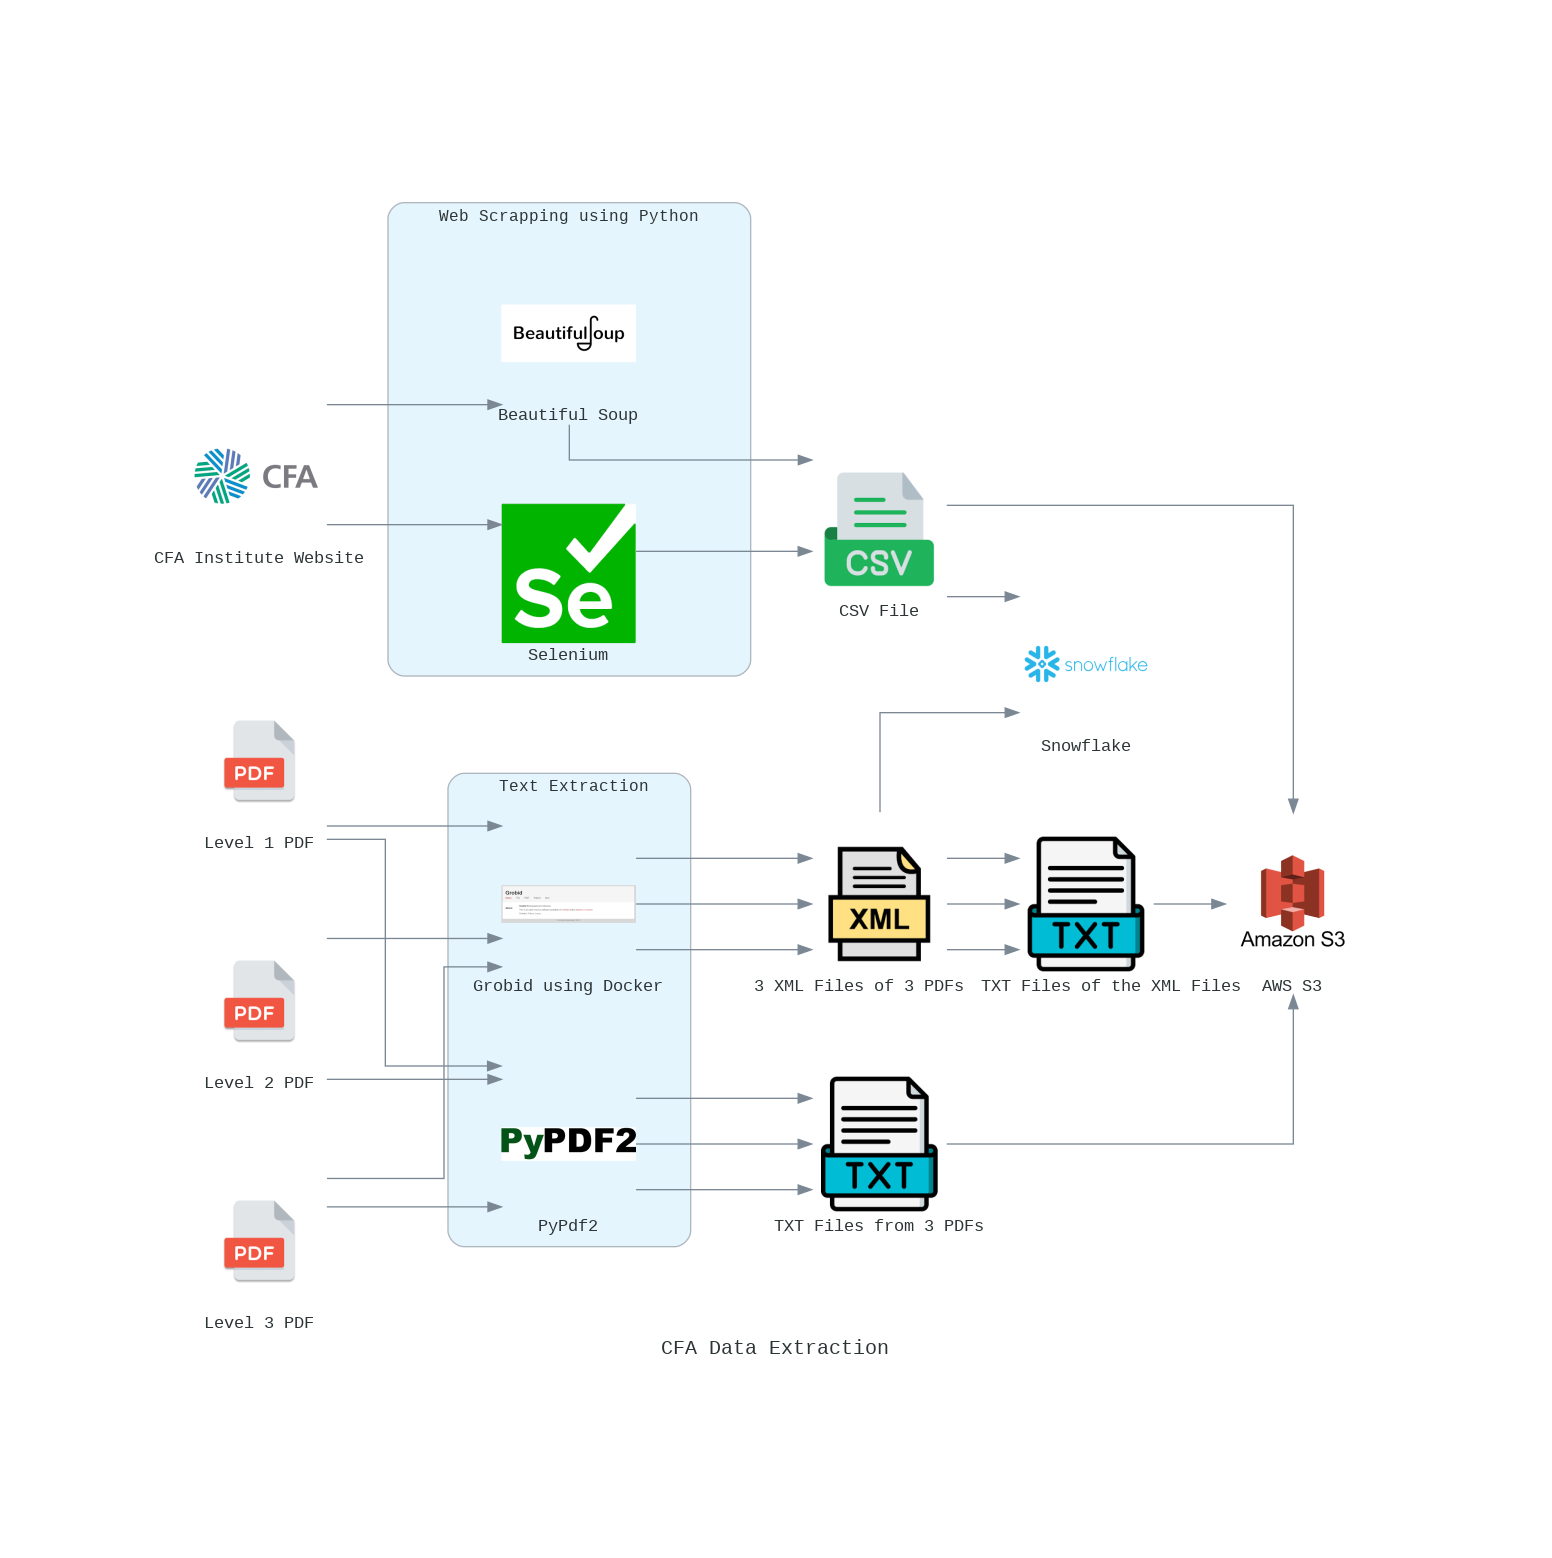 Web Scrapping using Python
BeautifulSoup
Beautiful Soup
CFA
CFA Institute Website
Se
Selenium
CSV
CSV File
snowflake
Snowflake
PDF
Level 1 PDF
Text Extraction
Grobid
Grobid using Docker
XML
3 XML Files of 3 PDFs
TXT
TXT Files of the XML Files
Amazon S3
AWS S3
PDF
Level 2 PDF
PyPDF2
PyPdf2
TXT
TXT Files from 3 PDFs
PDF
Level 3 PDF
CFA Data Extraction